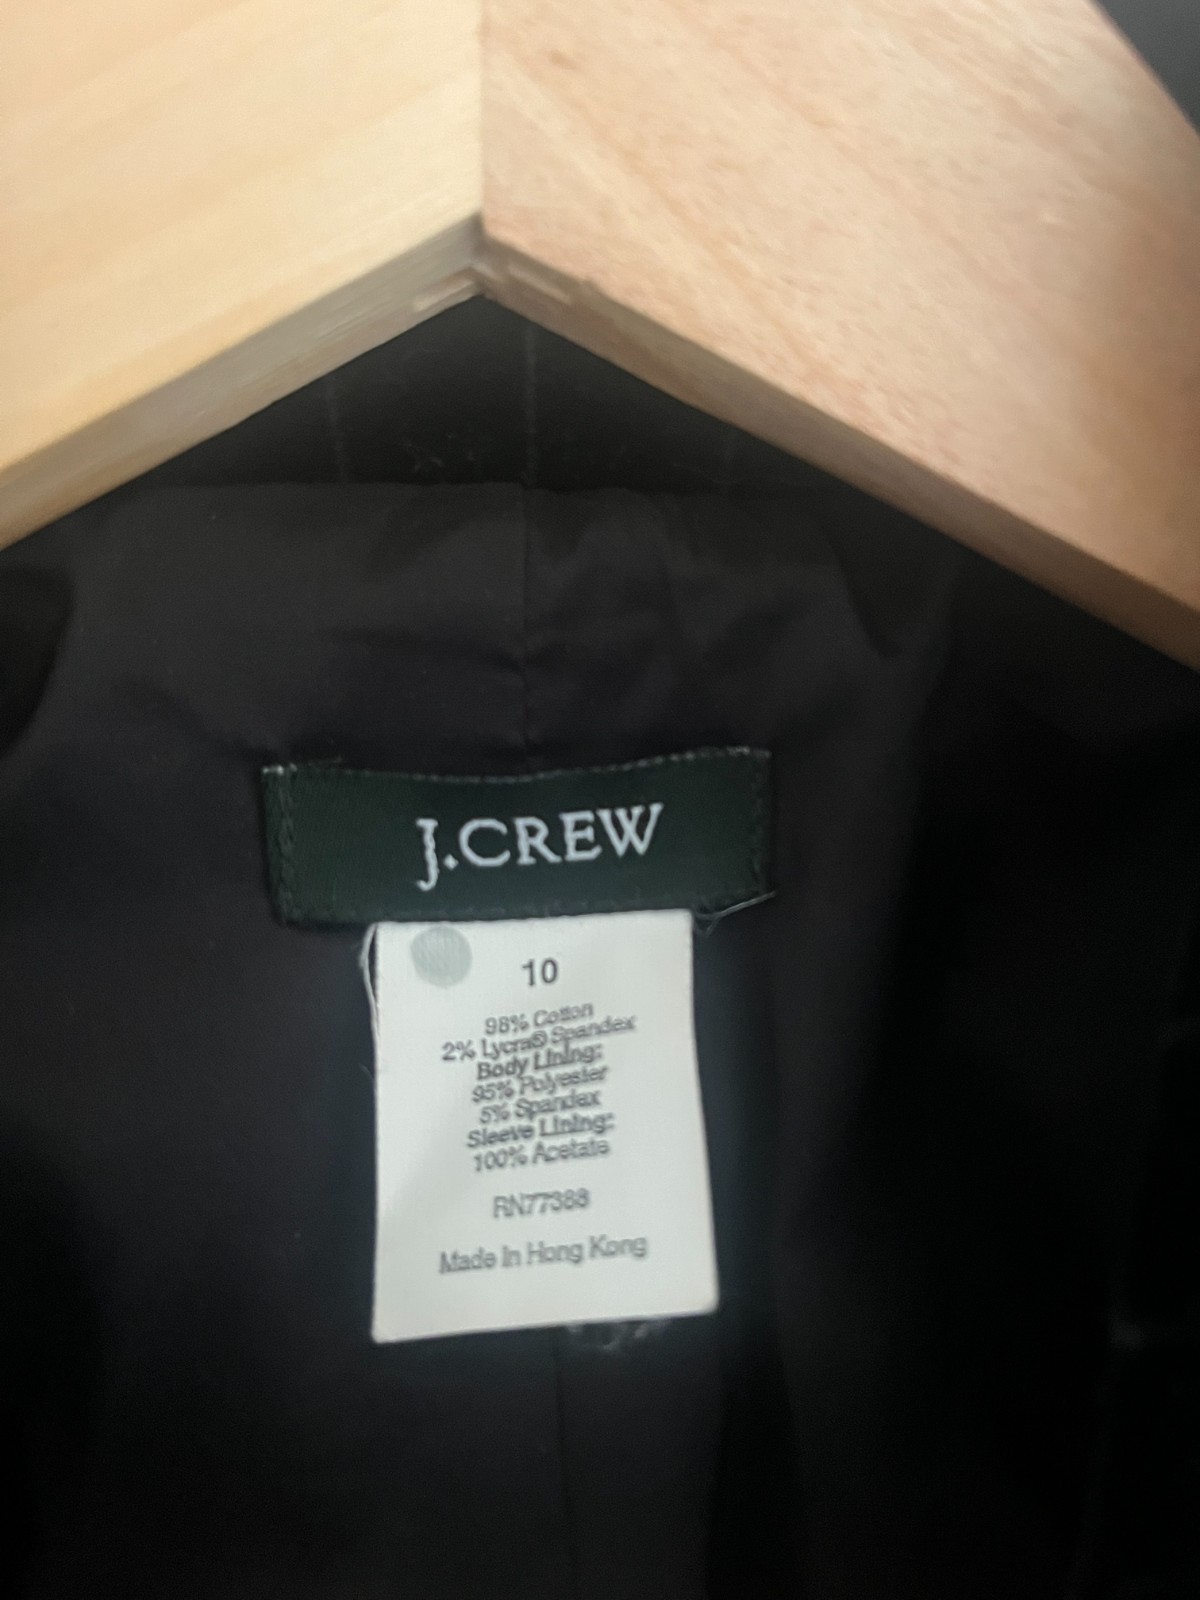 J.CREW
10
98% Cotton
2% Lycra® Spandex
Body Lining:
95% Polyester
5% Spandex
Sleeve Lining:
100% Acetate
RN77388
Made In Hong Kong